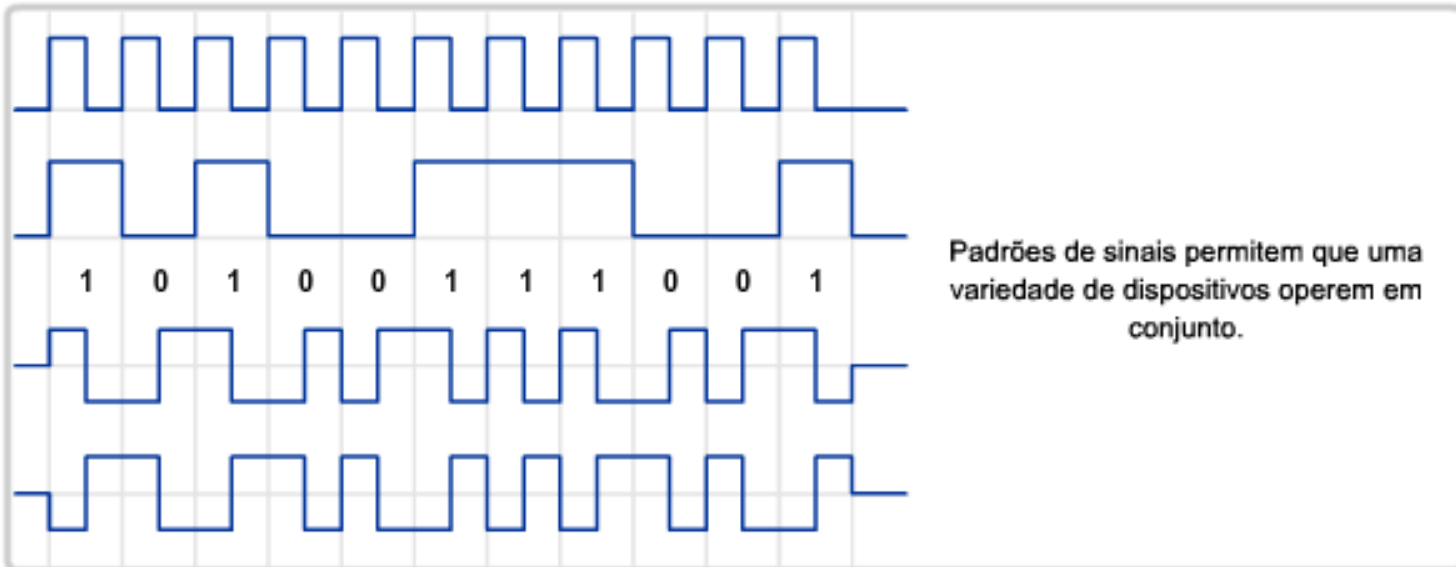 1 0 1 0 0 1 1 1 0 0 1
Padrões de sinais permitem que uma
variedade de dispositivos operem em
conjunto.